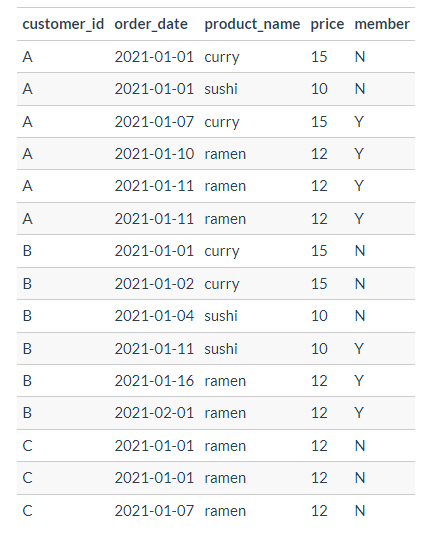 customer_id order_date product_name price member
A 2021-01-01 curry 15 N
A 2021-01-01 sushi 10 N
A 2021-01-07 curry 15 Y
A 2021-01-10 ramen 12 Y
A 2021-01-11 ramen 12 Y
A 2021-01-11 ramen 12 Y
B 2021-01-01 curry 15 N
B 2021-01-02 curry 15 N
B 2021-01-04 sushi 10 N
B 2021-01-11 sushi 10 Y
B 2021-01-16 ramen 12 Y
B 2021-02-01 ramen 12 Y
C 2021-01-01 ramen 12 N
C 2021-01-01 ramen 12 N
C 2021-01-07 ramen 12 N